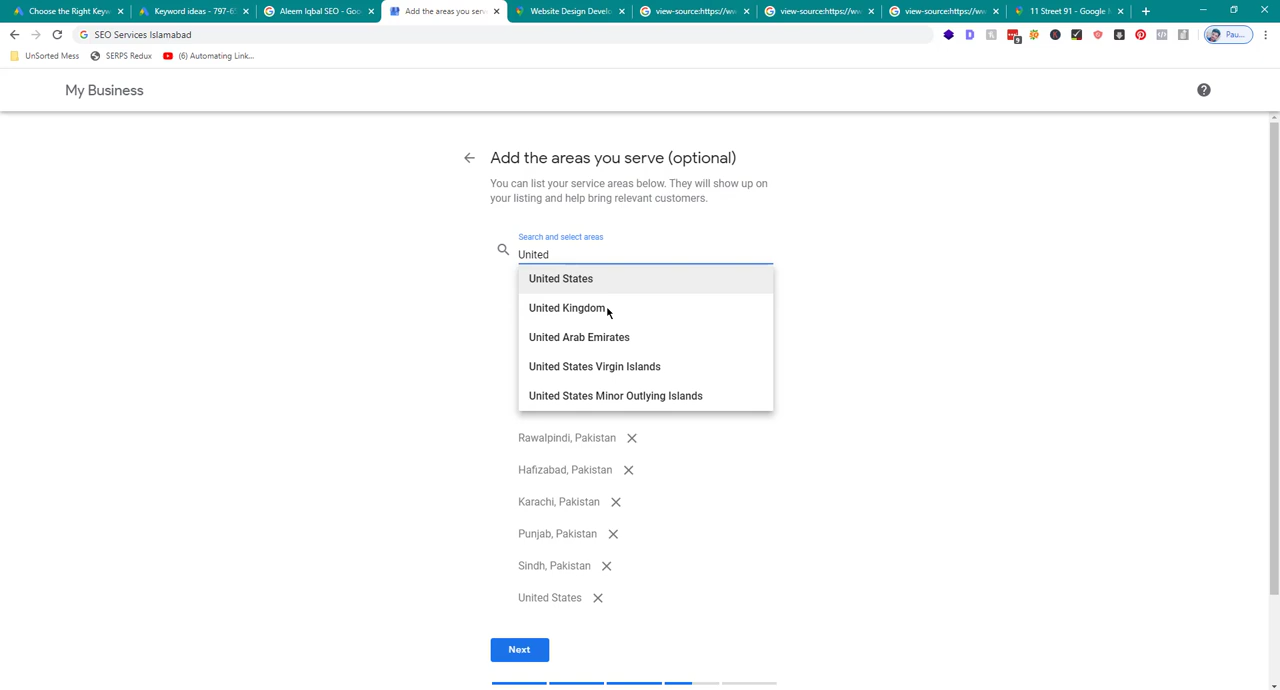 Choose the Right Keyw
Keyword ideas - 797-6
Aleem Iqbal SEO - Goo
Add the areas you serv
Website Design Develo
view-source:https://ww
view-source:https://ww
view-source:https://ww
11 Street 91 - Google M
SEO Services Islamabad
Pau...
UnSorted Mess
SERPS Redux
(6) Automating Link...
My Business
Add the areas you serve (optional)
You can list your service areas below. They will show up on
your listing and help bring relevant customers.
Search and select areas
United
United States
United Kingdom
United Arab Emirates
United States Virgin Islands
United States Minor Outlying Islands
Rawalpindi, Pakistan
Hafizabad, Pakistan
Karachi, Pakistan
Punjab, Pakistan
Sindh, Pakistan
United States
Next